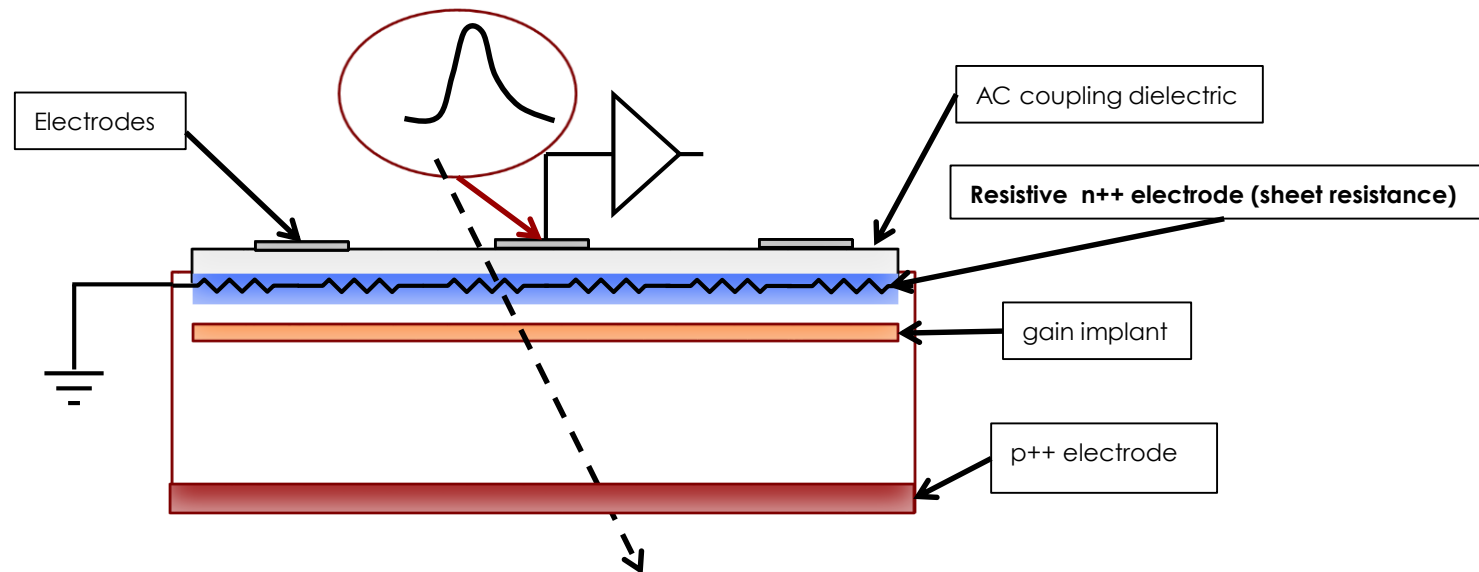 AC coupling dielectric
Electrodes
Resistive n++ electrode (sheet resistance)
gain implant
p++ electrode